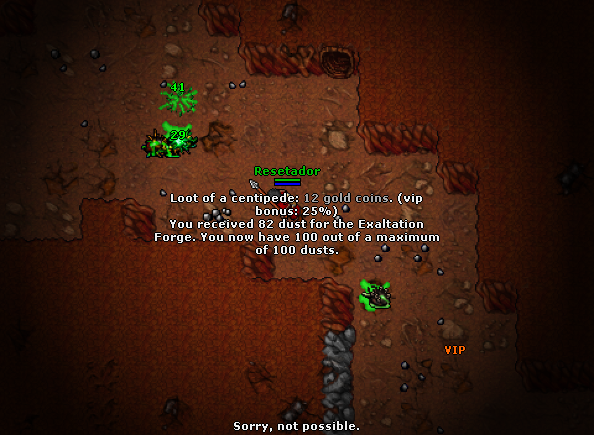 41
29
Resetador
Loot of a centipede: 12 gold coins. (vip
bonus: 25%)
You received 82 dust for the Exaltation
Forge. You now have 100 out of a maximum
of 100 dusts.
VIP
Sorry, not possible.